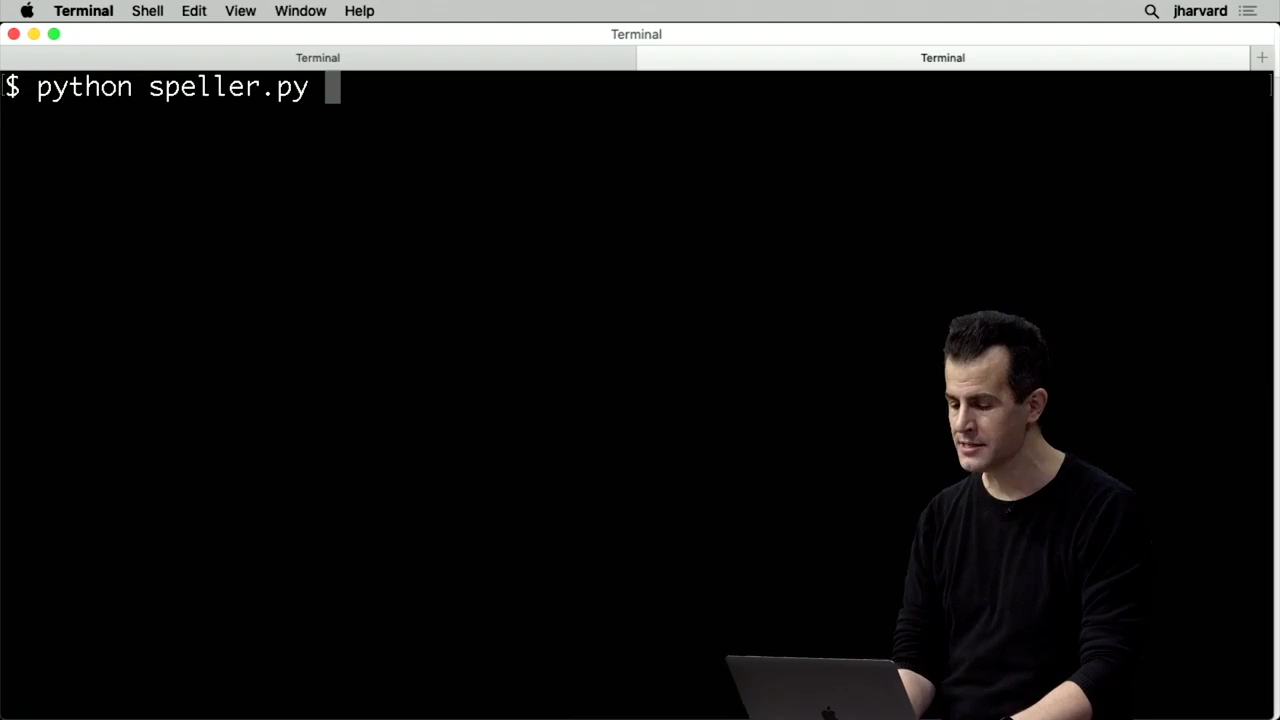 Terminal Shell Edit View Window Help jharvard
Terminal
Terminal Terminal +
$ python speller.py